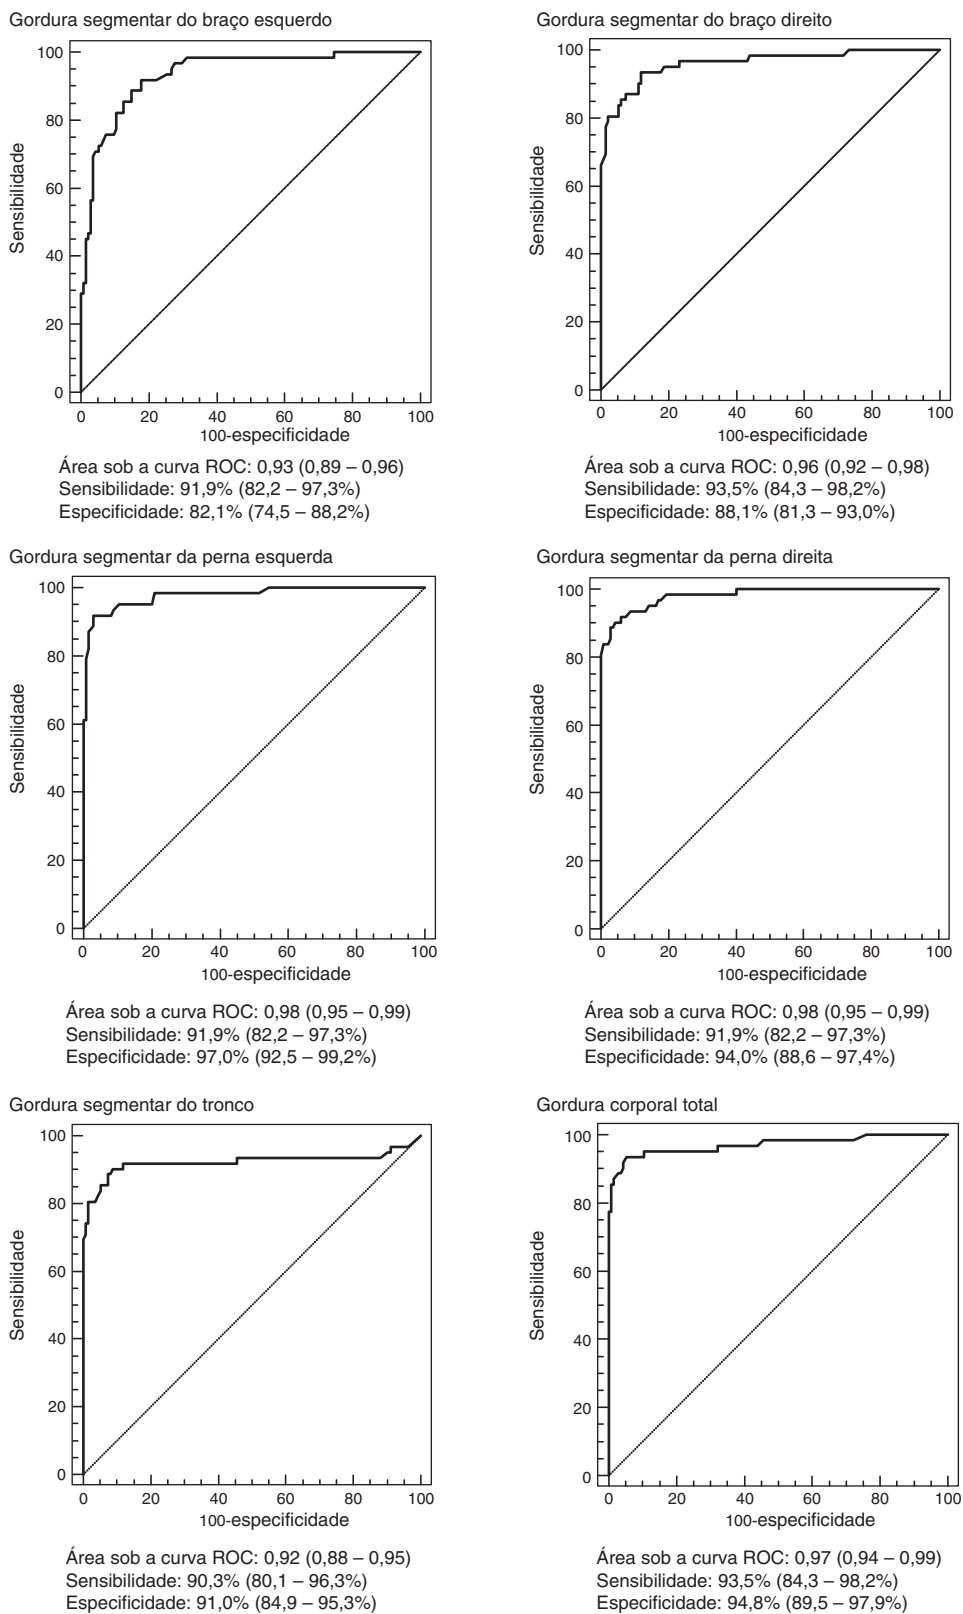 Gordura segmentar do braço esquerdo
100
80
60
40
20
0
Sensibilidade
0 20 40 60 80 100
100-especificidade
Área sob a curva ROC: 0,93 (0,89 – 0,96)
Sensibilidade: 91,9% (82,2 – 97,3%)
Especificidade: 82,1% (74,5 – 88,2%)
Gordura segmentar do braço direito
100
80
60
40
20
0
Sensibilidade
0 20 40 60 80 100
100-especificidade
Área sob a curva ROC: 0,96 (0,92 – 0,98)
Sensibilidade: 93,5% (84,3 – 98,2%)
Especificidade: 88,1% (81,3 – 93,0%)
Gordura segmentar da perna esquerda
100
80
60
40
20
0
Sensibilidade
0 20 40 60 80 100
100-especificidade
Área sob a curva ROC: 0,98 (0,95 – 0,99)
Sensibilidade: 91,9% (82,2 – 97,3%)
Especificidade: 97,0% (92,5 – 99,2%)
Gordura segmentar da perna direita
100
80
60
40
20
0
Sensibilidade
0 20 40 60 80 100
100-especificidade
Área sob a curva ROC: 0,98 (0,95 – 0,99)
Sensibilidade: 91,9% (82,2 – 97,3%)
Especificidade: 94,0% (88,6 – 97,4%)
Gordura segmentar do tronco
100
80
60
40
20
0
Sensibilidade
0 20 40 60 80 100
100-especificidade
Área sob a curva ROC: 0,92 (0,88 – 0,95)
Sensibilidade: 90,3% (80,1 – 96,3%)
Especificidade: 91,0% (84,9 – 95,3%)
Gordura corporal total
100
80
60
40
20
0
Sensibilidade
0 20 40 60 80 100
100-especificidade
Área sob a curva ROC: 0,97 (0,94 – 0,99)
Sensibilidade: 93,5% (84,3 – 98,2%)
Especificidade: 94,8% (89,5 – 97,9%)